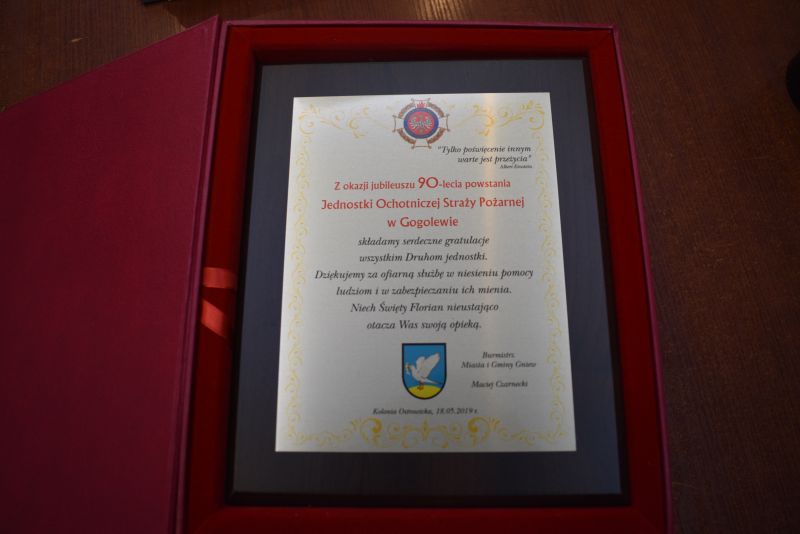 "Tylko poświęcenie innym
warte jest przeżycia"
Albert Einstein
Z okazji jubileuszu 90-lecia powstania
Jednostki Ochotniczej Straży Pożarnej
w Gogolewie
składamy serdeczne gratulacje
wszystkim Druhom jednostki.
Dziękujemy za ofiarną służbę w niesieniu pomocy
ludziom i w zabezpieczaniu ich mienia.
Niech Święty Florian nieustająco
otacza Was swoją opieką.
Burmistrz
Miasta i Gminy Gniew
Maciej Czarnecki
Kolonia Ostrowicka, 18.05.2019 r.